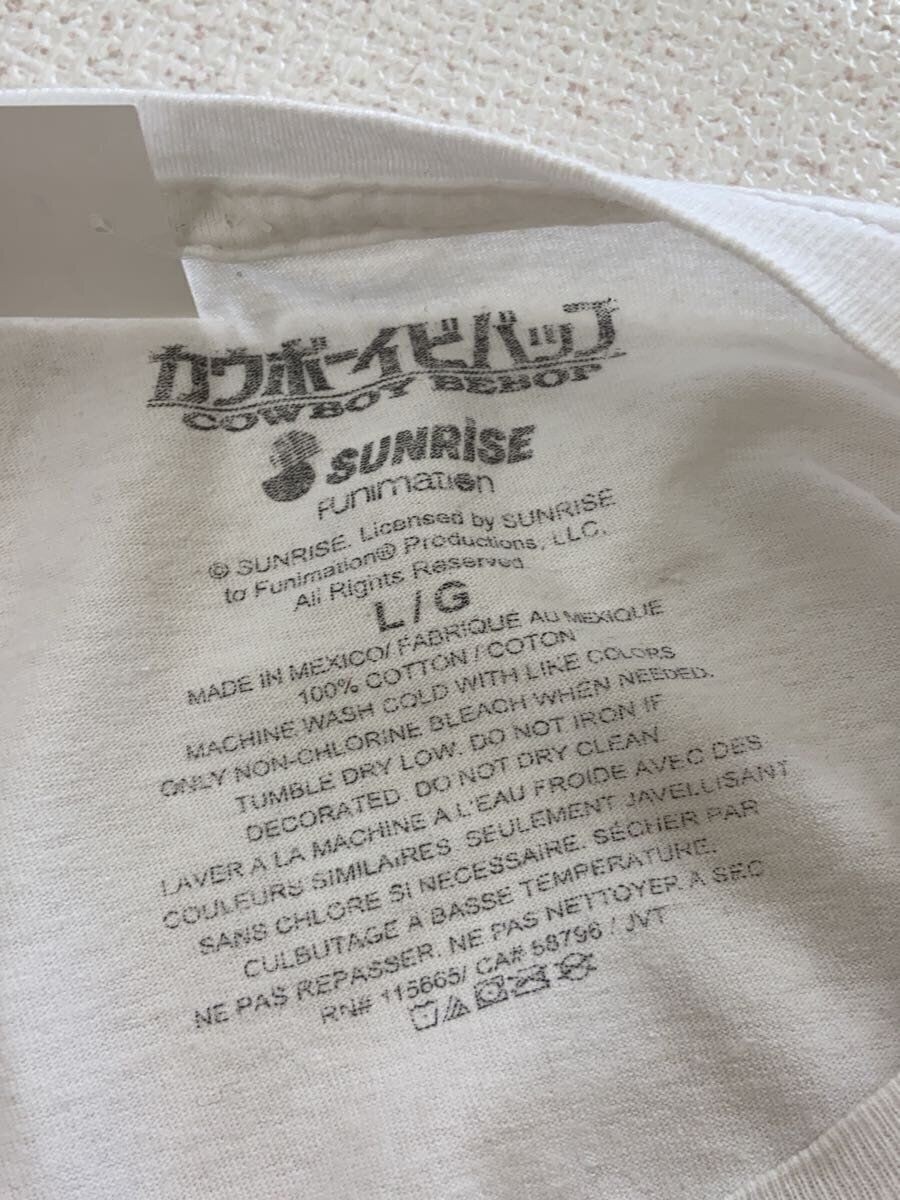 カウボーイビバップ
COWBOY BEBOP
SUNRISE
FUNIMATION
© SUNRISE. Licensed by SUNRISE
to Funimation® Productions, LLC.
All Rights Reserved
L/G
MADE IN MEXICO/ FABRIQUE AU MEXIQUE
100% COTTON / COTON
MACHINE WASH COLD WITH LIKE COLORS
ONLY NON-CHLORINE BLEACH WHEN NEEDED.
TUMBLE DRY LOW. DO NOT IRON IF
DECORATED. DO NOT DRY CLEAN
LAVER A LA MACHINE A L'EAU FROIDE AVEC DES
COULEURS SIMILAIRES. SEULEMENT JAVELLISANT
SANS CHLORE SI NECESSAIRE. SÉCHER PAR
CULBUTAGE A BASSE TEMPERATURE.
NE PAS REPASSER. NE PAS NETTOYER A SEC
RN# 115665/ CA# 58796 / JVT